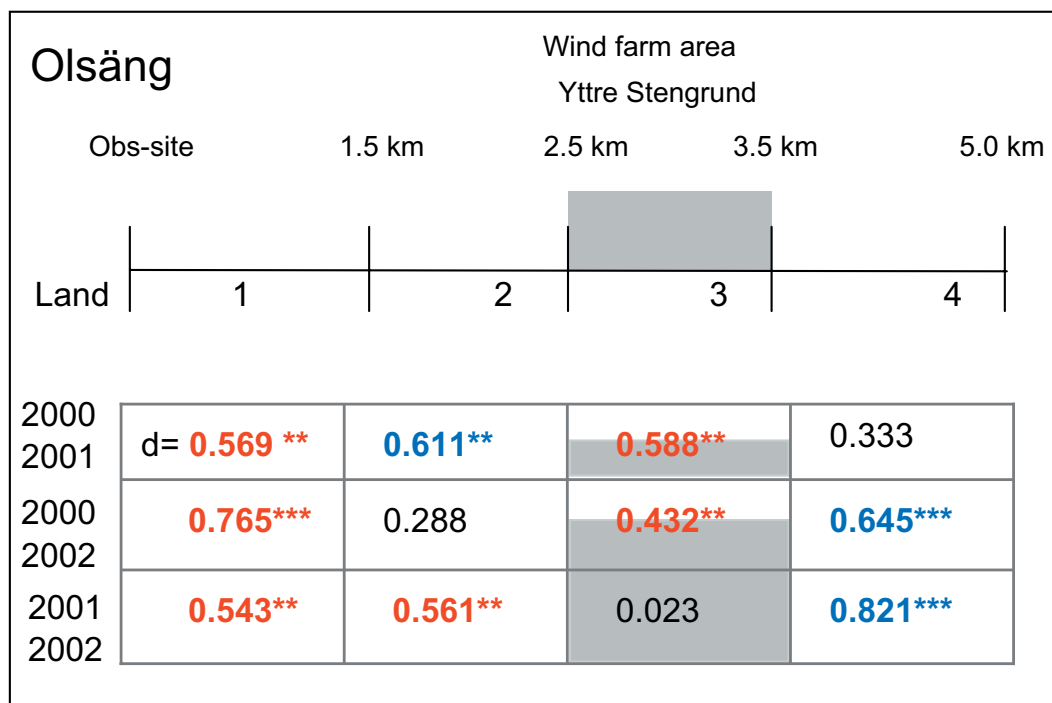 Olsäng
Wind farm area
Yttre Stengrund
Obs-site 1.5 km 2.5 km 3.5 km 5.0 km
Land 1 2 3 4
2000
2001
d= 0.569 ** 0.611** 0.588** 0.333
2000
2002
0.765*** 0.288 0.432** 0.645***
2001
2002
0.543** 0.561** 0.023 0.821***